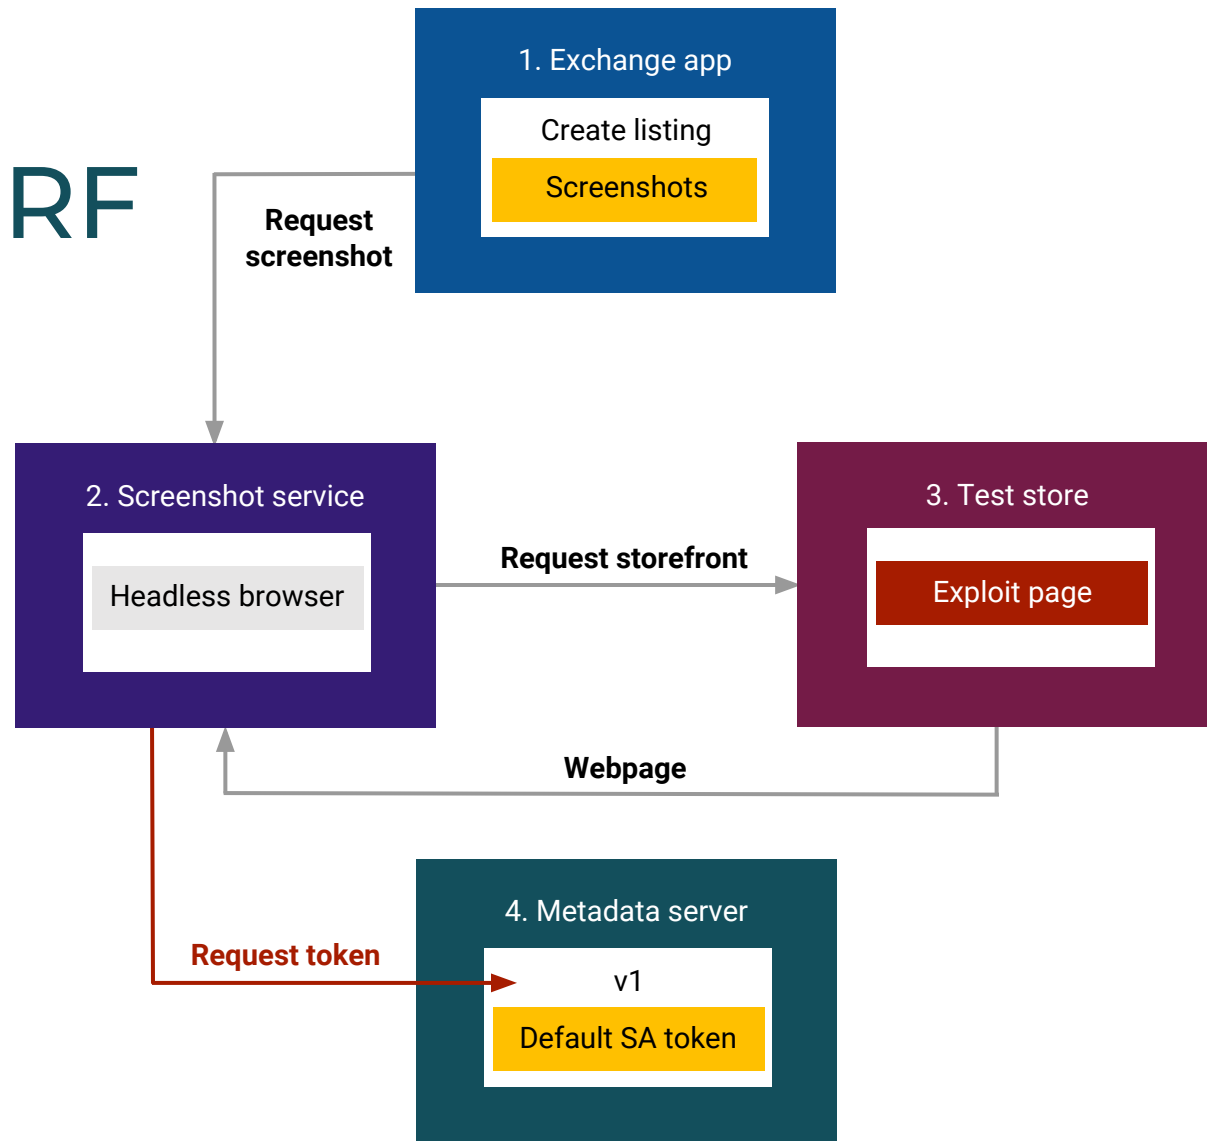 RF
1. Exchange app
Create listing
Screenshots
Request
screenshot
2. Screenshot service
Headless browser
Request storefront
3. Test store
Exploit page
Webpage
4. Metadata server
Request token
v1
Default SA token